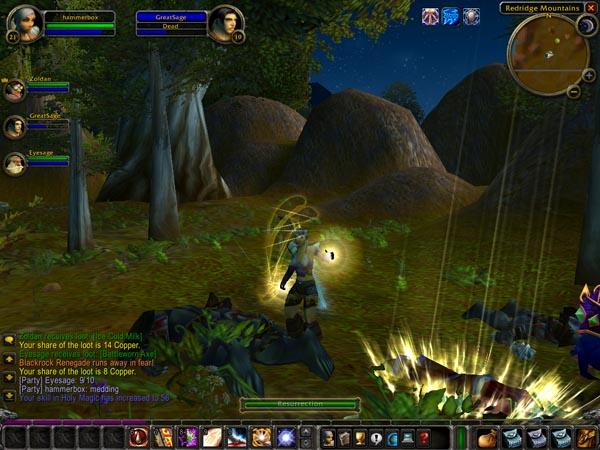 hammerbox
21
GreatSage
Dead
19
Redridge Mountains
N
Zoldan
GreatSage
Eyesage
Zoldan receives loot: [Ice Cold Milk]
Your share of the loot is 14 Copper.
Eyesage receives loot: [Battleworn Axe]
Blackrock Renegade runs away in fear!
Your share of the loot is 8 Copper.
[Party] Eyesage: 9/10
[Party] hammerbox: medding
Your skill in Holy Magic has increased to 56
Resurrection